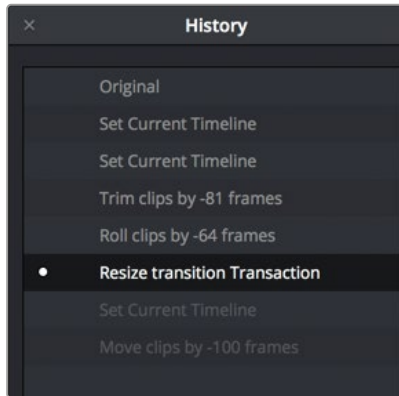 History
Original
Set Current Timeline
Set Current Timeline
Trim clips by -81 frames
Roll clips by -64 frames
Resize transition Transaction
Set Current Timeline
Move clips by -100 frames